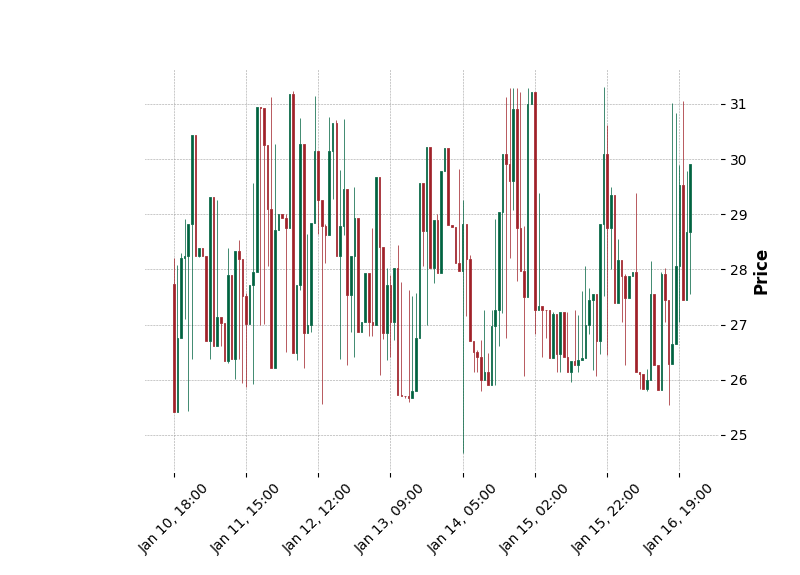 31
30
29
28
27
26
25
Price
Jan 10, 18:00
Jan 11, 15:00
Jan 12, 12:00
Jan 13, 09:00
Jan 14, 05:00
Jan 15, 02:00
Jan 15, 22:00
Jan 16, 19:00